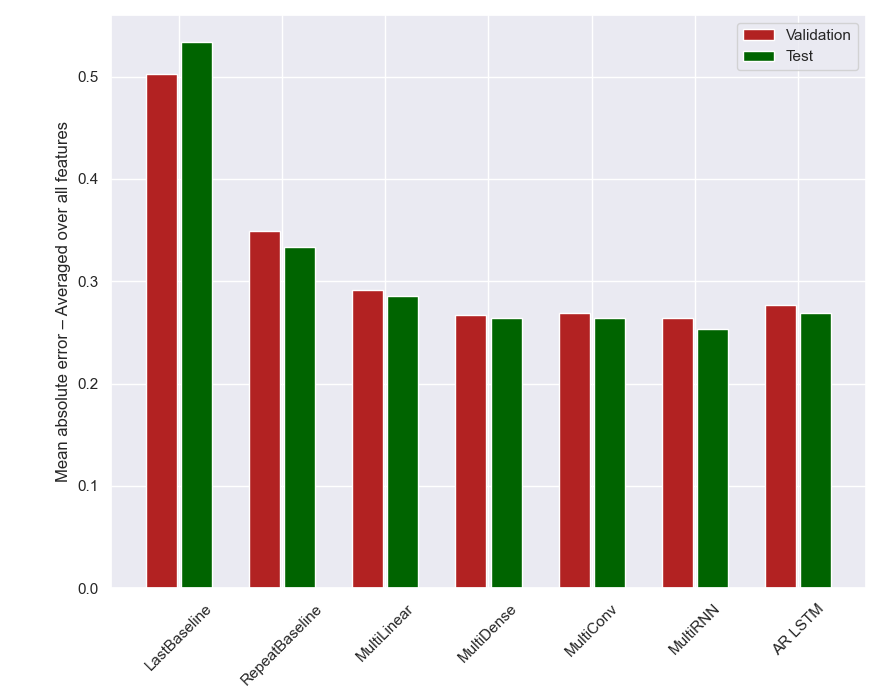 Validation
Test
Mean absolute error – Averaged over all features
0.5
0.4
0.3
0.2
0.1
0.0
LastBaseline
RepeatBaseline
MultiLinear
MultiDense
MultiConv
MultiRNN
AR LSTM